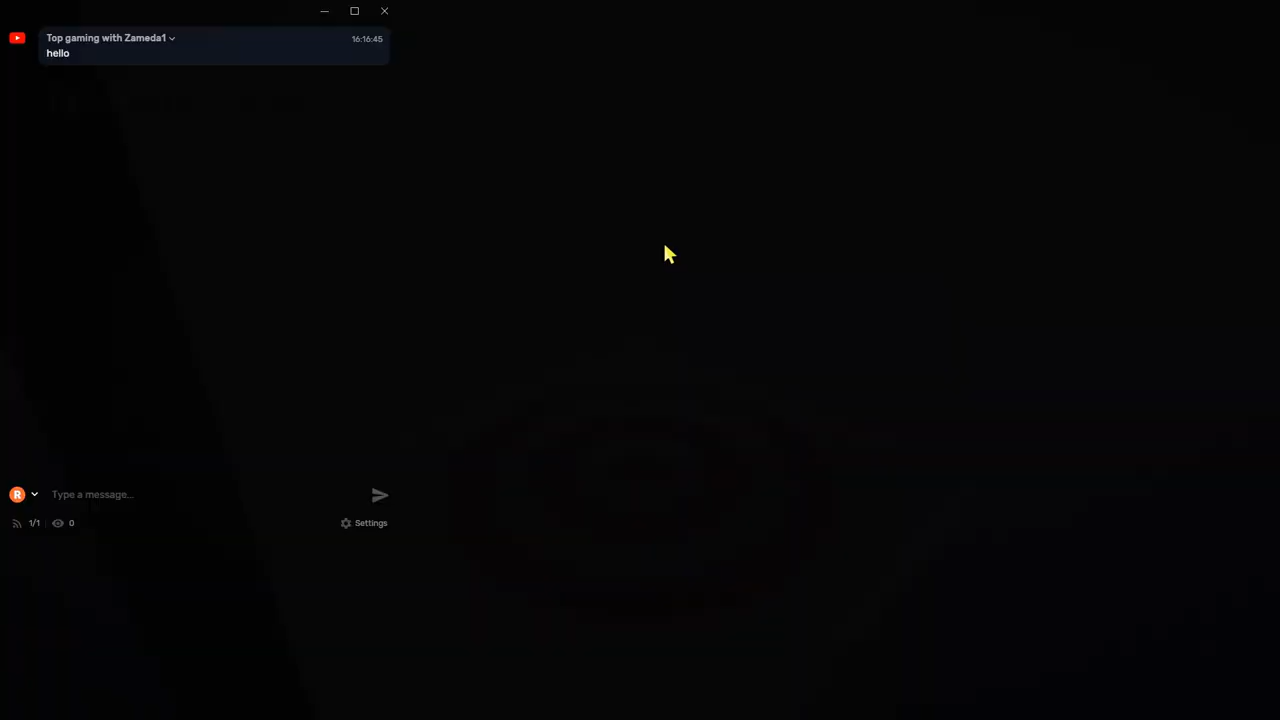 Top gaming with Zameda1
16:16:45
hello
R
Type a message...
1/1
0
Settings